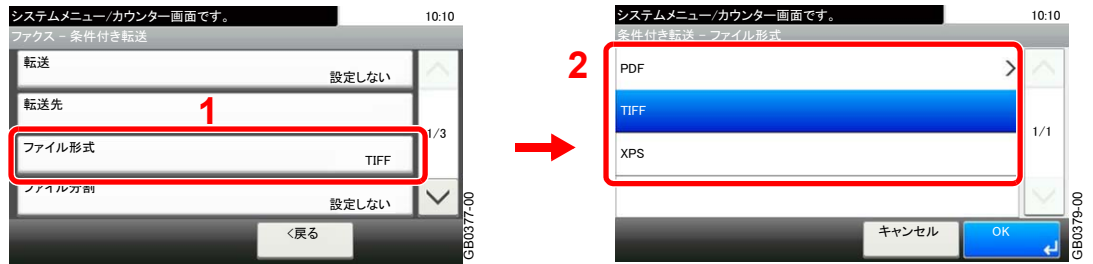 システムメニュー/カウンター画面です。
10:10
ファクス - 条件付き転送
転送
設定しない
転送先
1
1/3
ファイル形式
TIFF
ファイル分割
設定しない
<戻る
GB0377-00
システムメニュー/カウンター画面です。
10:10
条件付き転送 - ファイル形式
2
PDF
>
TIFF
1/1
XPS
キャンセル
OK
GB0379-00